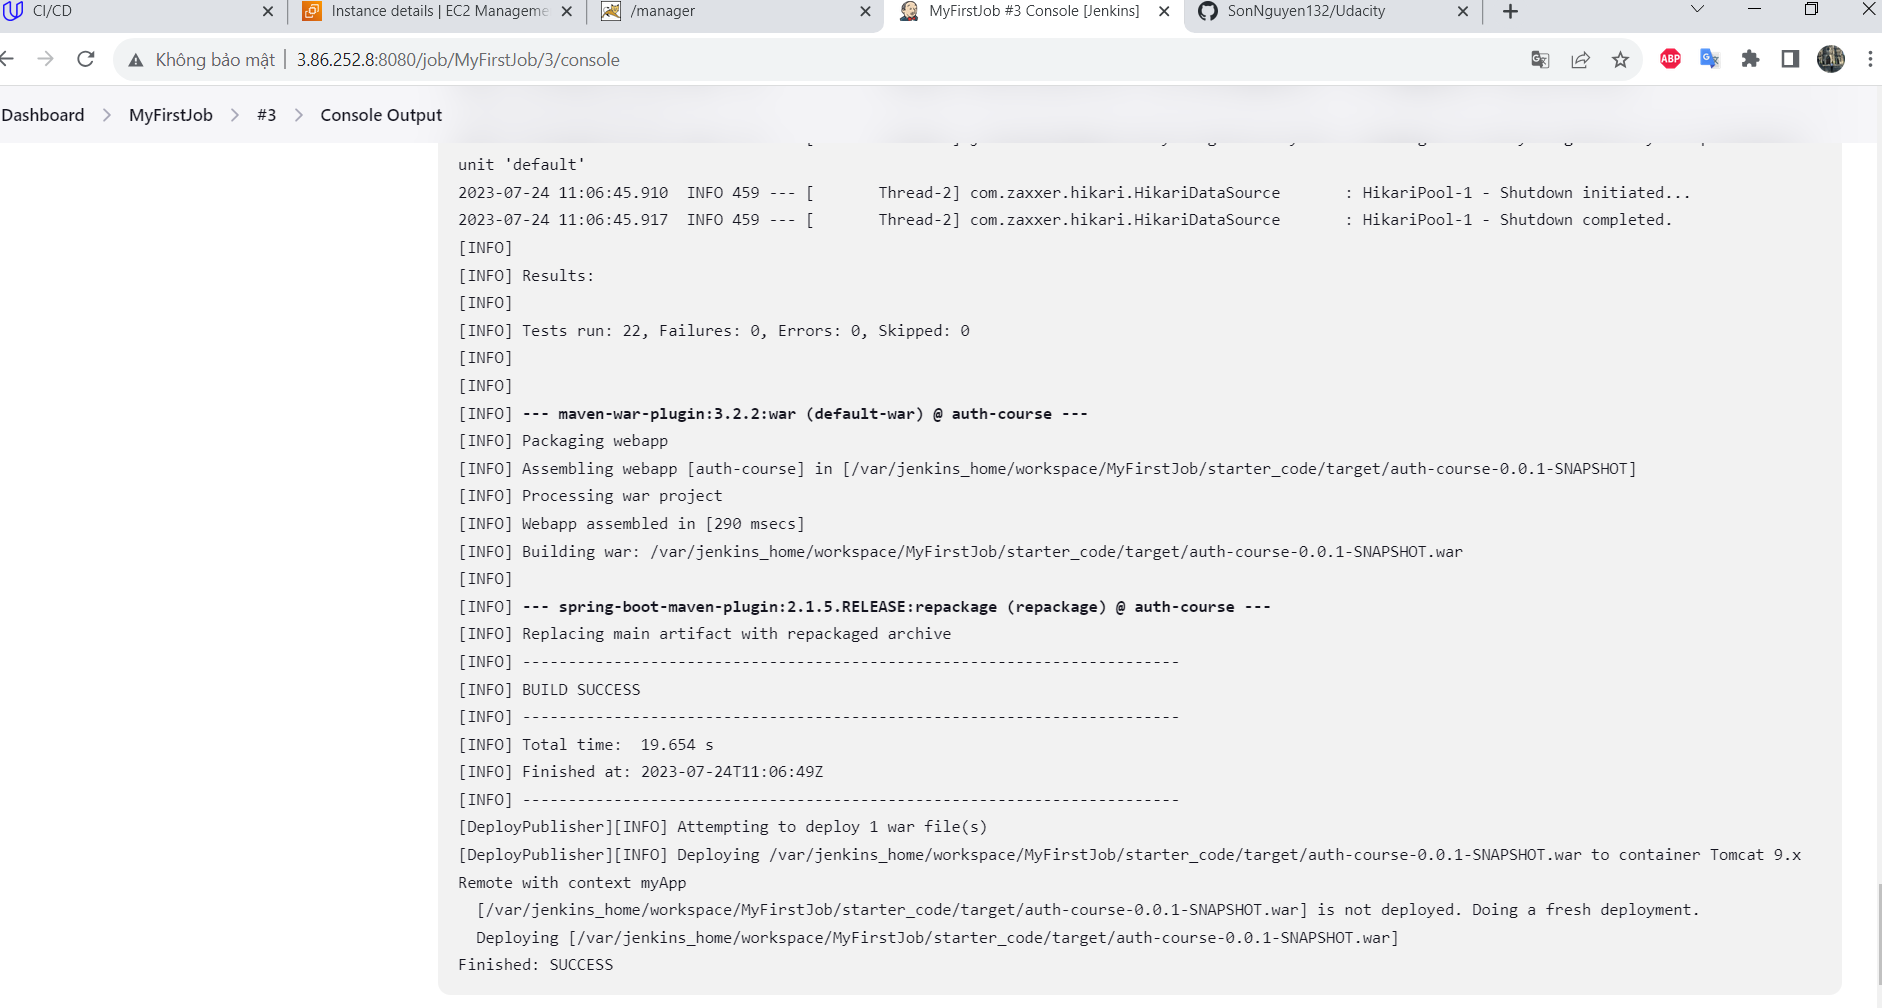 CI/CD
Instance details | EC2 Manageme
/manager
MyFirstJob #3 Console [Jenkins]
SonNguyen132/Udacity
Không bảo mật | 3.86.252.8:8080/job/MyFirstJob/3/console
ABP
Dashboard > MyFirstJob > #3 > Console Output
unit 'default'
2023-07-24 11:06:45.910  INFO 459 --- [       Thread-2] com.zaxxer.hikari.HikariDataSource       : HikariPool-1 - Shutdown initiated...
2023-07-24 11:06:45.917  INFO 459 --- [       Thread-2] com.zaxxer.hikari.HikariDataSource       : HikariPool-1 - Shutdown completed.
[INFO]
[INFO] Results:
[INFO]
[INFO] Tests run: 22, Failures: 0, Errors: 0, Skipped: 0
[INFO]
[INFO]
[INFO] --- maven-war-plugin:3.2.2:war (default-war) @ auth-course ---
[INFO] Packaging webapp
[INFO] Assembling webapp [auth-course] in [/var/jenkins_home/workspace/MyFirstJob/starter_code/target/auth-course-0.0.1-SNAPSHOT]
[INFO] Processing war project
[INFO] Webapp assembled in [290 msecs]
[INFO] Building war: /var/jenkins_home/workspace/MyFirstJob/starter_code/target/auth-course-0.0.1-SNAPSHOT.war
[INFO]
[INFO] --- spring-boot-maven-plugin:2.1.5.RELEASE:repackage (repackage) @ auth-course ---
[INFO] Replacing main artifact with repackaged archive
[INFO] ------------------------------------------------------------------------
[INFO] BUILD SUCCESS
[INFO] ------------------------------------------------------------------------
[INFO] Total time:  19.654 s
[INFO] Finished at: 2023-07-24T11:06:49Z
[INFO] ------------------------------------------------------------------------
[DeployPublisher][INFO] Attempting to deploy 1 war file(s)
[DeployPublisher][INFO] Deploying /var/jenkins_home/workspace/MyFirstJob/starter_code/target/auth-course-0.0.1-SNAPSHOT.war to container Tomcat 9.x
Remote with context myApp
  [/var/jenkins_home/workspace/MyFirstJob/starter_code/target/auth-course-0.0.1-SNAPSHOT.war] is not deployed. Doing a fresh deployment.
  Deploying [/var/jenkins_home/workspace/MyFirstJob/starter_code/target/auth-course-0.0.1-SNAPSHOT.war]
Finished: SUCCESS